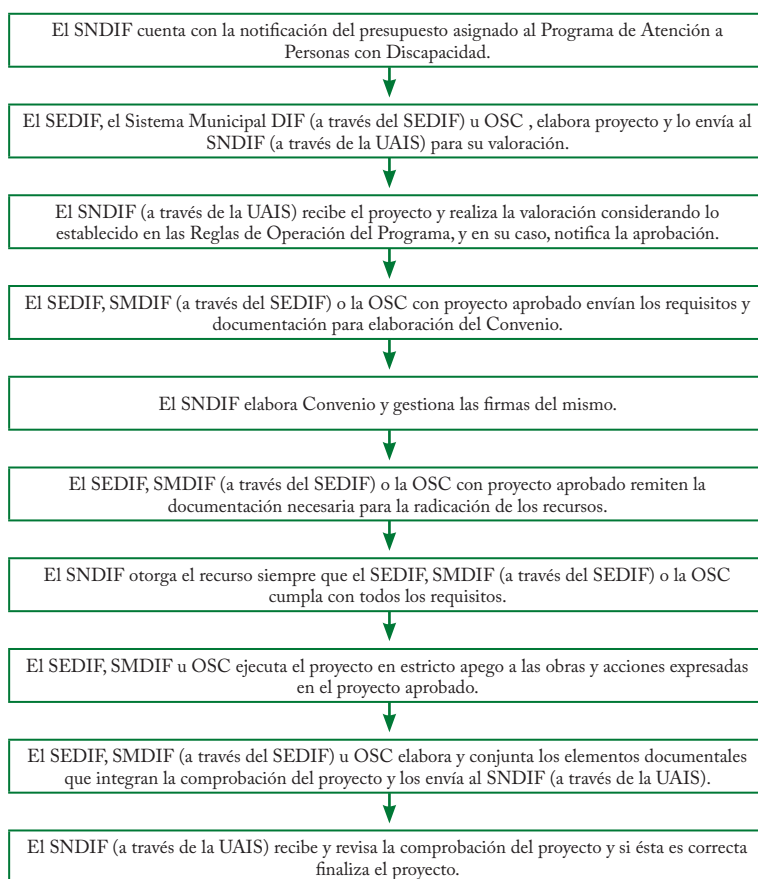 El SNDIF cuenta con la notificación del presupuesto asignado al Programa de Atención a
Personas con Discapacidad.
El SEDIF, el Sistema Municipal DIF (a través del SEDIF) u OSC , elabora proyecto y lo envía al
SNDIF (a través de la UAIS) para su valoración.
El SNDIF (a través de la UAIS) recibe el proyecto y realiza la valoración considerando lo
establecido en las Reglas de Operación del Programa, y en su caso, notifica la aprobación.
El SEDIF, SMDIF (a través del SEDIF) o la OSC con proyecto aprobado envían los requisitos y
documentación para elaboración del Convenio.
El SNDIF elabora Convenio y gestiona las firmas del mismo.
El SEDIF, SMDIF (a través del SEDIF) o la OSC con proyecto aprobado remiten la
documentación necesaria para la radicación de los recursos.
El SNDIF otorga el recurso siempre que el SEDIF, SMDIF (a través del SEDIF) o la OSC
cumpla con todos los requisitos.
El SEDIF, SMDIF u OSC ejecuta el proyecto en estricto apego a las obras y acciones expresadas
en el proyecto aprobado.
El SEDIF, SMDIF (a través del SEDIF) u OSC elabora y conjunta los elementos documentales
que integran la comprobación del proyecto y los envía al SNDIF (a través de la UAIS).
El SNDIF (a través de la UAIS) recibe y revisa la comprobación del proyecto y si ésta es correcta
finaliza el proyecto.